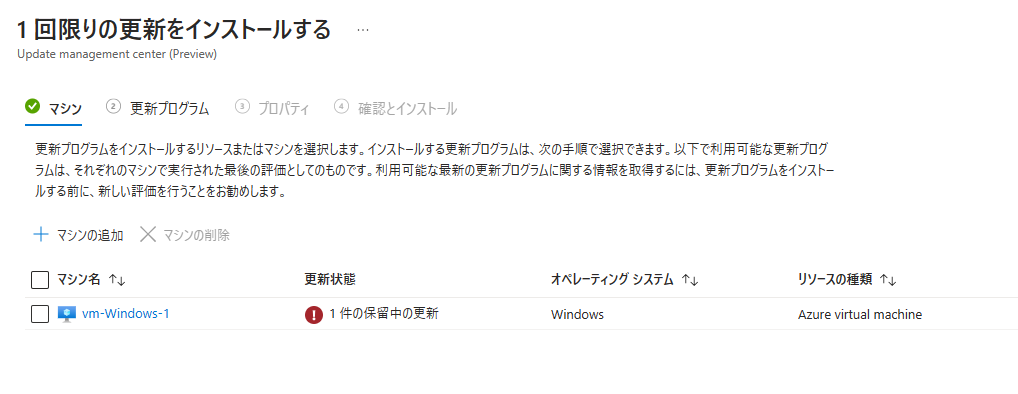 1 回限りの更新をインストールする ...
Update management center (Preview)
マシン 2 更新プログラム 3 プロパティ 4 確認とインストール
更新プログラムをインストールするリソースまたはマシンを選択します。インストールする更新プログラムは、次の手順で選択できます。以下で利用可能な更新プログ
ラムは、それぞれのマシンで実行された最後の評価としてのものです。利用可能な最新の更新プログラムに関する情報を取得するには、更新プログラムをインストー
ルする前に、新しい評価を行うことをお勧めします。
マシンの追加 マシンの削除
マシン名 ↑↓ 更新状態 オペレーティング システム ↑↓ リソースの種類 ↑↓
vm-Windows-1 1 件の保留中の更新 Windows Azure virtual machine